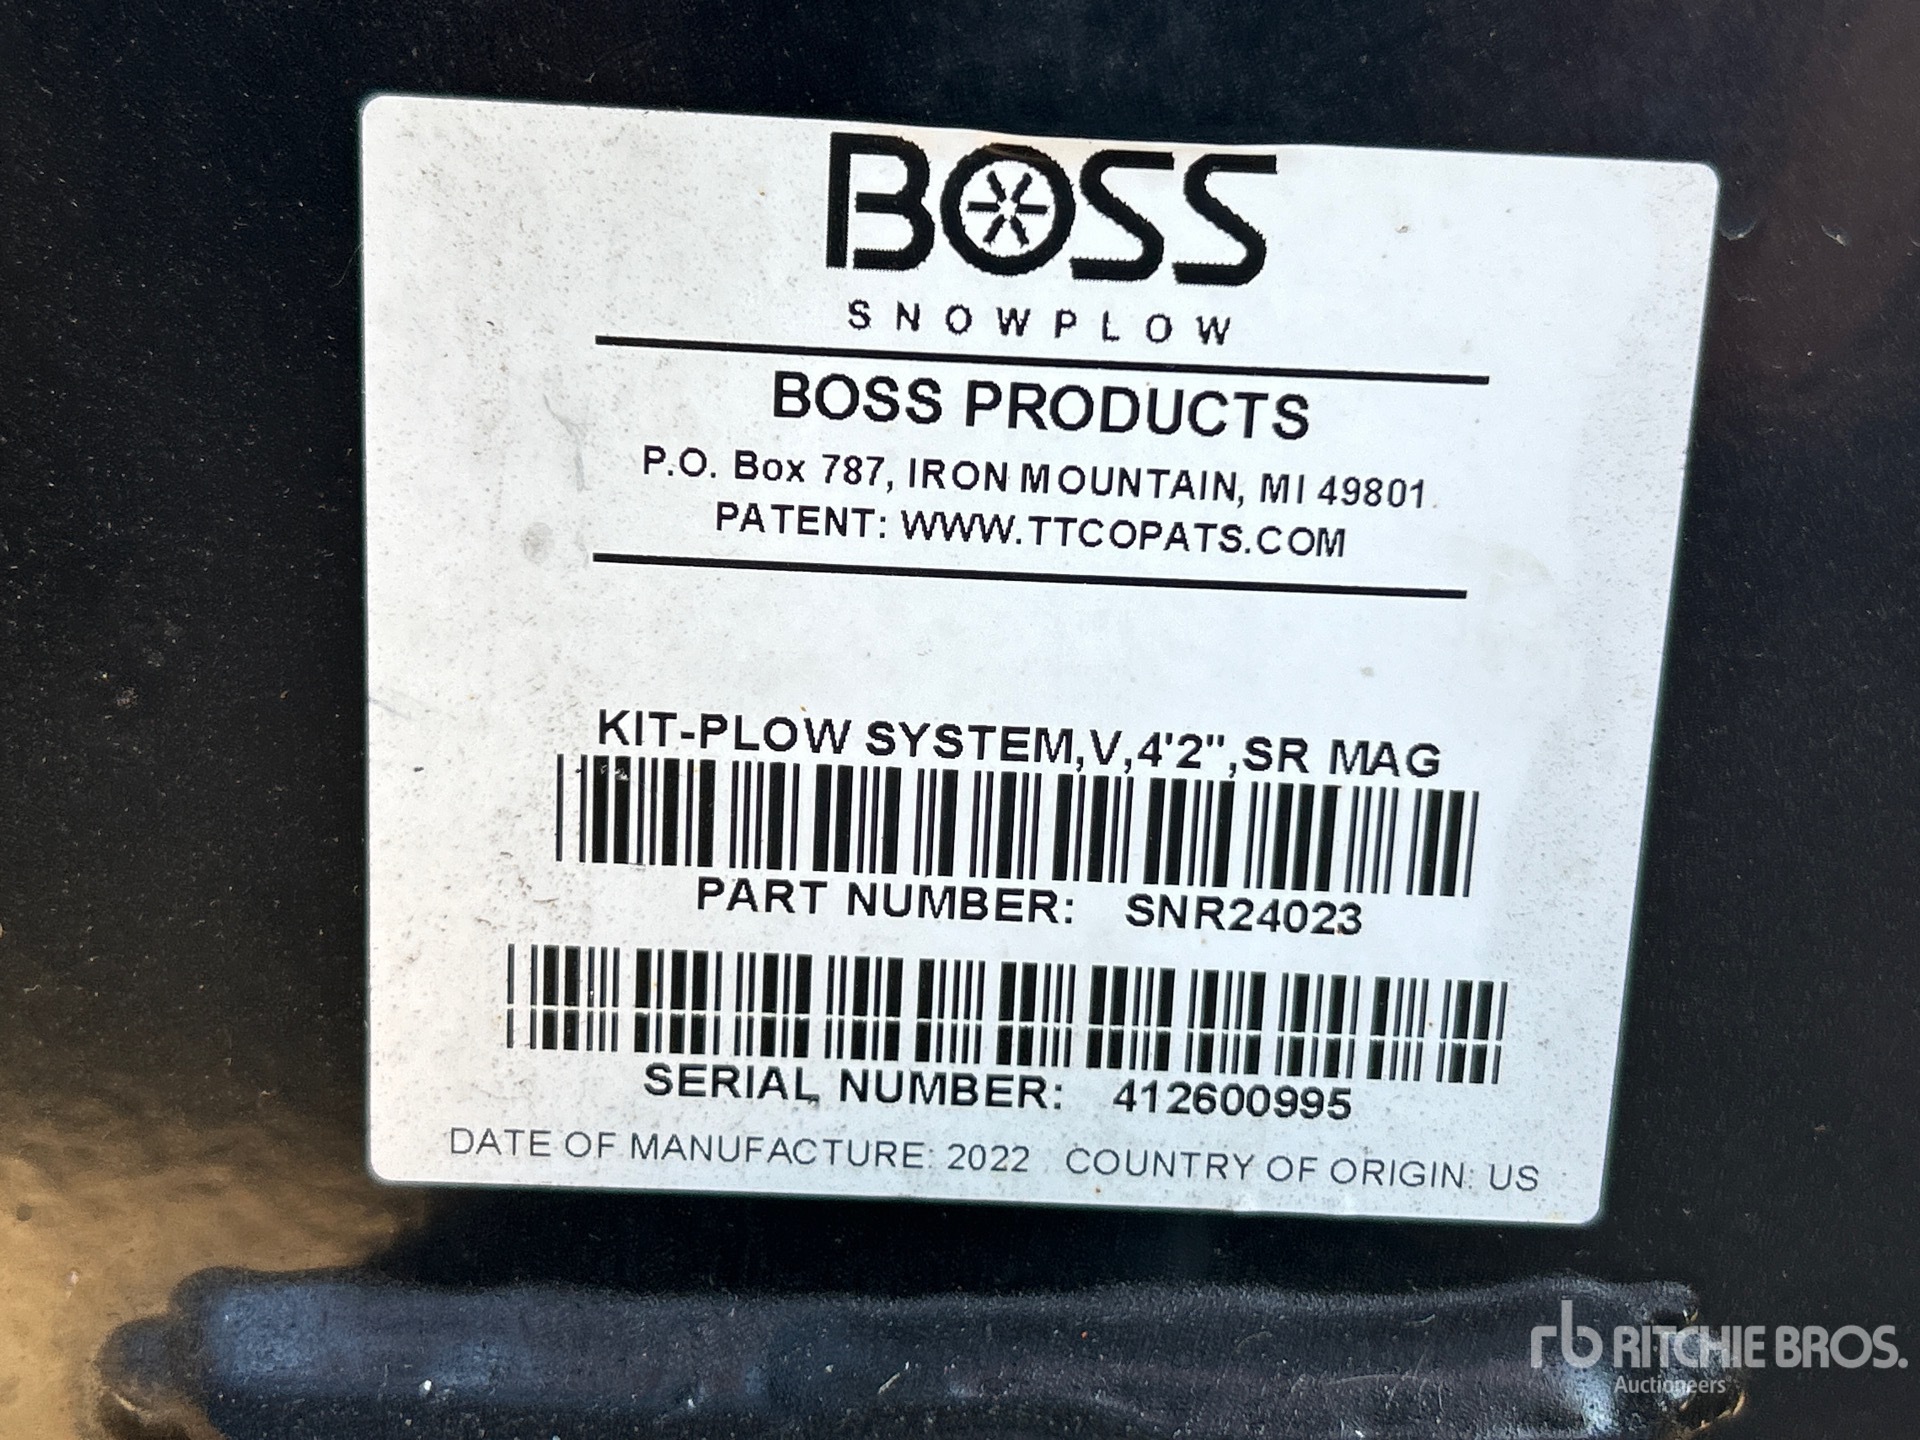 BOSS
SNOWPLOW
BOSS PRODUCTS
P.O. Box 787, IRON MOUNTAIN, MI 49801
PATENT: WWW.TTCOPATS.COM
KIT-PLOW SYSTEM,V,4'2",SR MAG
PART NUMBER: SNR24023
SERIAL NUMBER: 412600995
DATE OF MANUFACTURE: 2022 COUNTRY OF ORIGIN: US
rb RITCHIE BROS.
Auctioneers